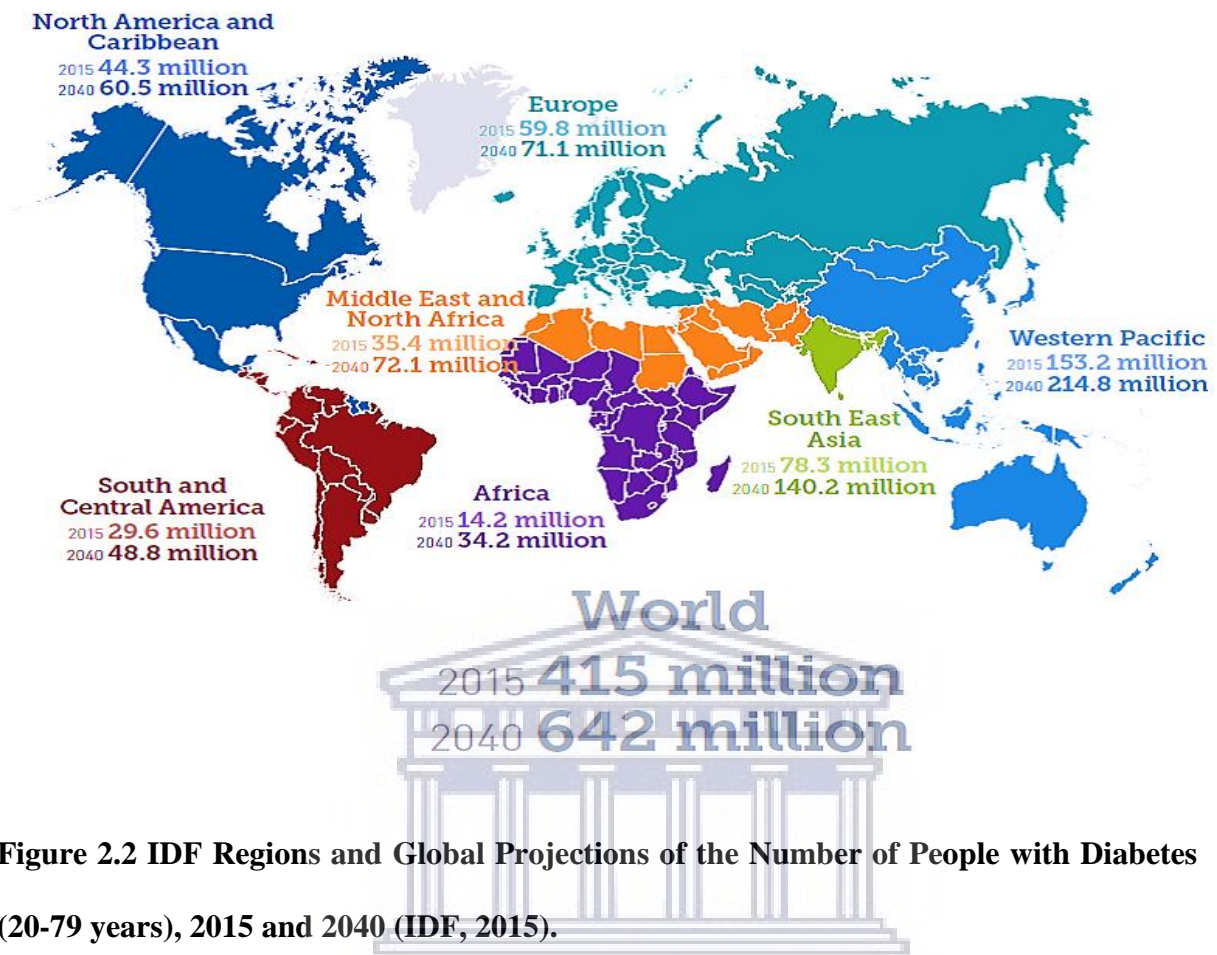 North America and
Caribbean
2015 44.3 million
2040 60.5 million
Europe
2015 59.8 million
2040 71.1 million
Middle East and
North Africa
2015 35.4 million
2040 72.1 million
Western Pacific
2015 153.2 million
2040 214.8 million
South East
Asia
2015 78.3 million
2040 140.2 million
South and
Central America
2015 29.6 million
2040 48.8 million
Africa
2015 14.2 million
2040 34.2 million
World
2015 415 million
2040 642 million
Figure 2.2 IDF Regions and Global Projections of the Number of People with Diabetes
(20-79 years), 2015 and 2040 (IDF, 2015).